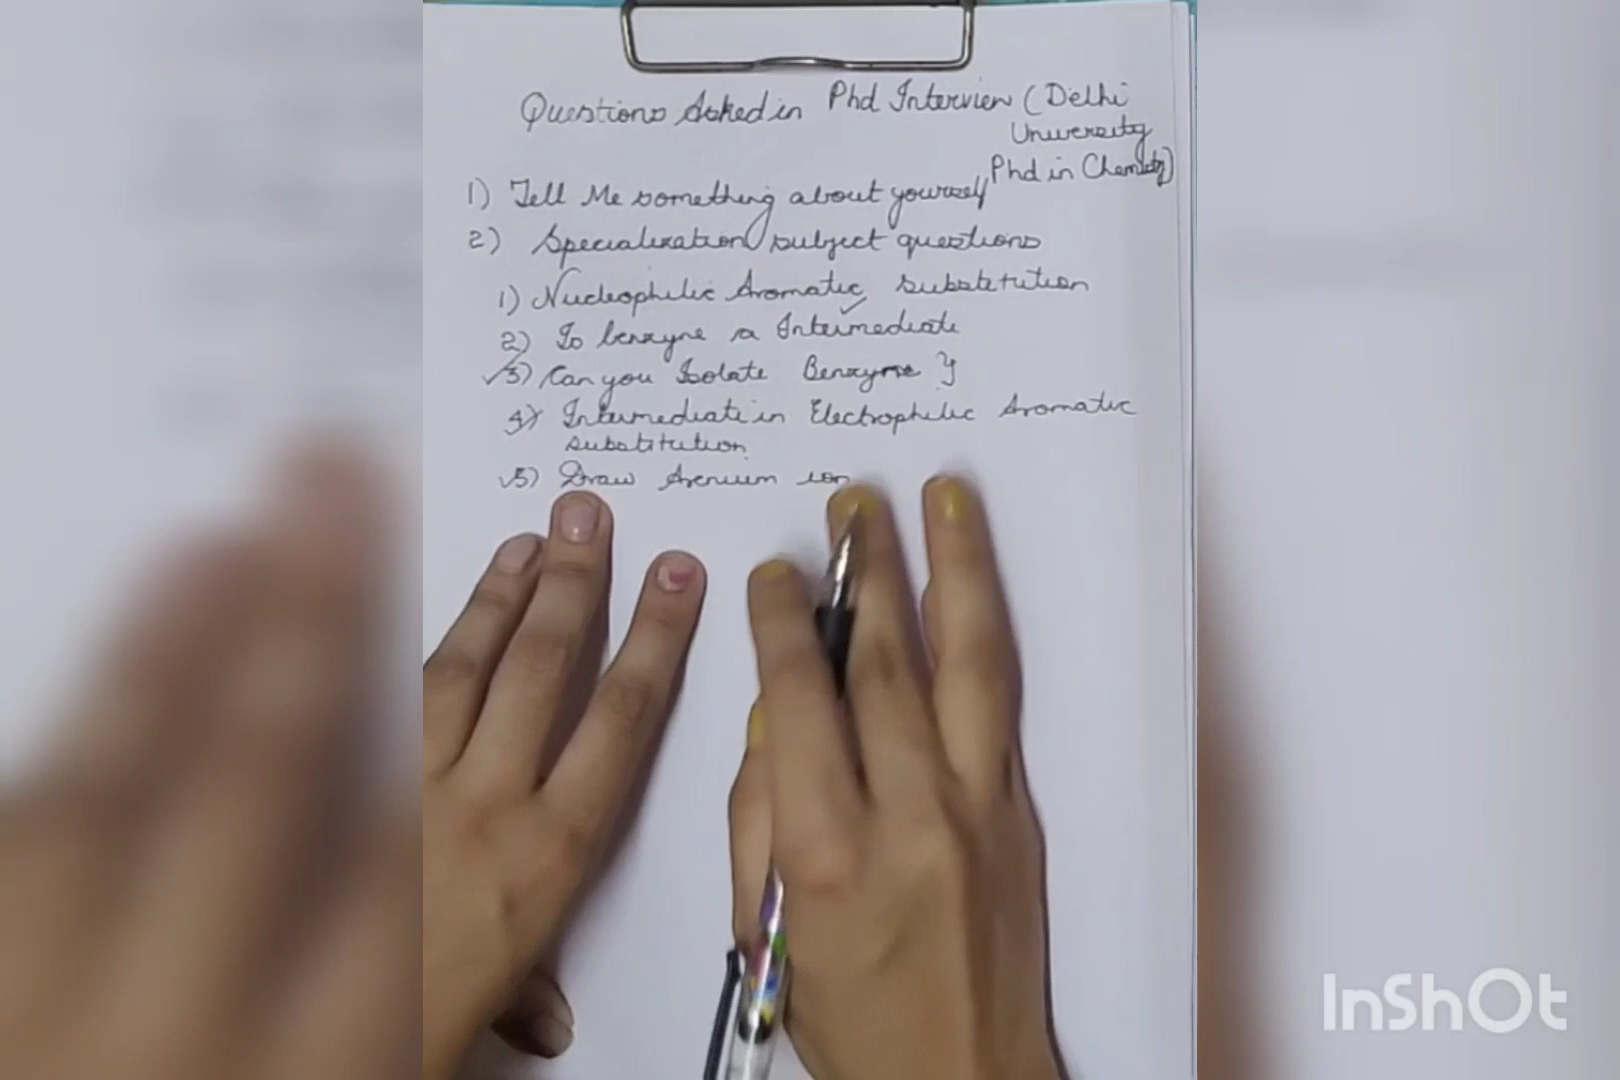 Questions Asked in Phd Interview (Delhi
University
Phd in Chemistry)
1) Tell Me something about yourself
2) Specialization subject questions
1) Nucleophilic Aromatic substitution
2) Is benzyne a Intermediate
3) Can you Isolate Benzyne ?
4) Intermediate in Electrophilic Aromatic
substitution
5) Draw Arenium ion
InShOt